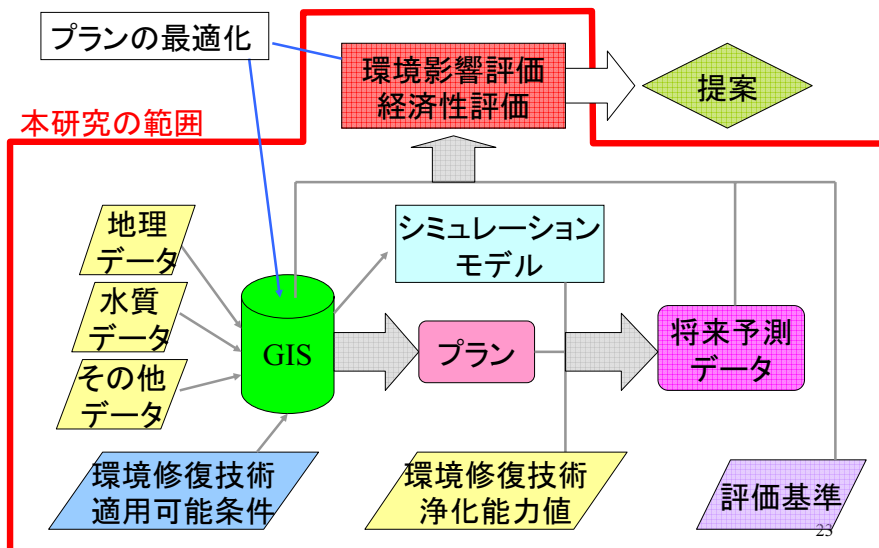 プランの最適化
環境影響評価
経済性評価
提案
本研究の範囲
地理
データ
シミュレーション
モデル
水質
データ
GIS
プラン
将来予測
データ
その他
データ
環境修復技術
適用可能条件
環境修復技術
浄化能力値
評価基準
23